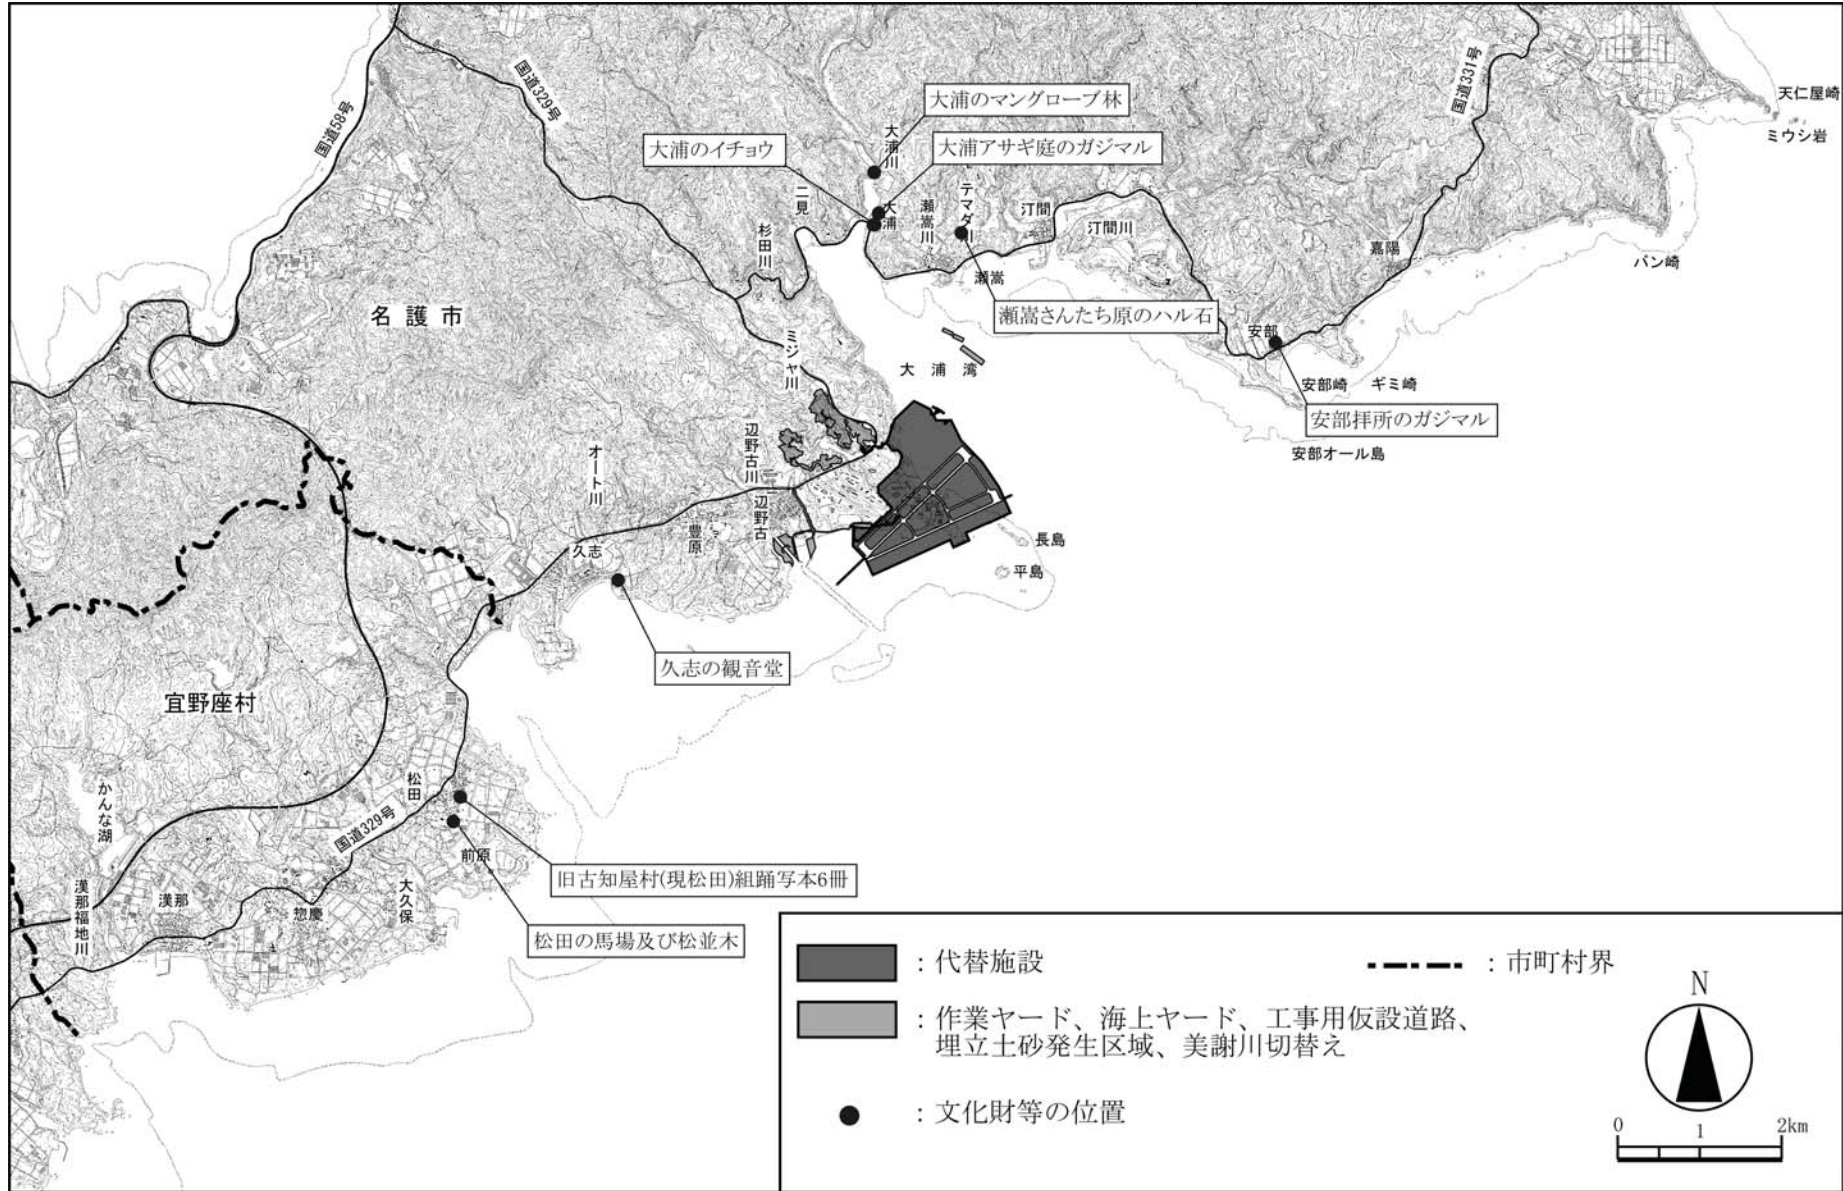 国道58号
国道329号
大浦のマングローブ林
大浦のイチョウ
大浦川
大浦アサギ庭のガジマル
国道331号
天仁屋崎
ミウシ岩
二見
大浦
瀬嵩川
テマダ
汀間
汀間川
杉田川
嘉陽
バン崎
瀬嵩
名護市
瀬嵩さんたち原のハル石
安部
ミジャ川
大浦湾
安部崎
ギミ崎
安部拝所のガジマル
安部オール島
辺野古川
オート川
辺野古
豊原
久志
長島
平島
久志の観音堂
宜野座村
かんな湖
松田
国道329号
前原
旧古知屋村(現松田)組踊写本6冊
漢那福地川
漢那
惣慶
大久保
松田の馬場及び松並木
：代替施設
：市町村界
：作業ヤード、海上ヤード、工事用仮設道路、
埋立土砂発生区域、美謝川切替え
：文化財等の位置
N
0 1 2km